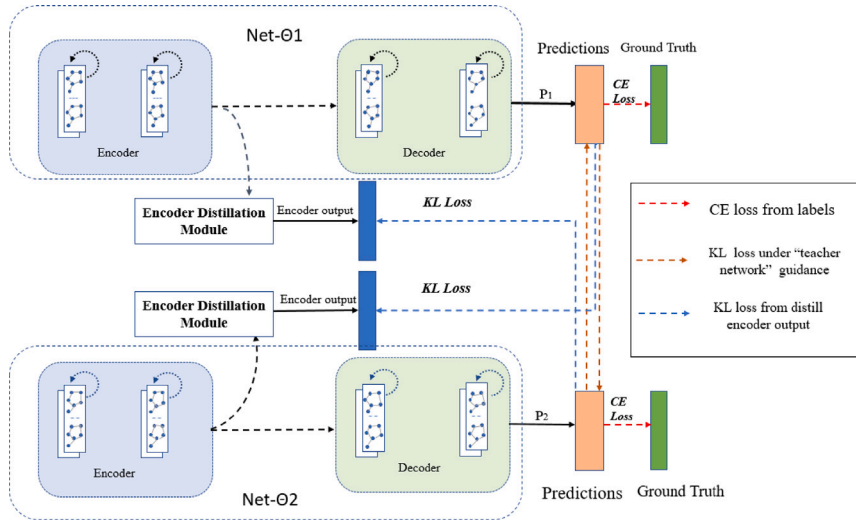 Net-Θ1
Predictions
Ground Truth
P1
CE
Loss
Encoder
Decoder
Encoder Distillation
Module
Encoder output
KL Loss
CE loss from labels
KL loss under “teacher
network” guidance
KL loss from distill
encoder output
Encoder Distillation
Module
Encoder output
KL Loss
P2
CE
Loss
Encoder
Decoder
Net-Θ2
Predictions
Ground Truth